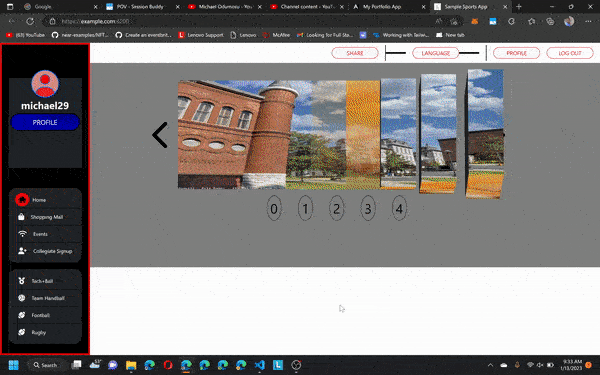 Google
POV - Session Buddy
Michael Odumosu - YouT
Channel content - YouT
My Portfolio App
Sample Sports App
https://example.com:4200
(63) YouTube
near-examples/NFT...
Create an eventbrit...
Lenovo Support
Lenovo
McAfee
Looking for Full Sta...
Working with Tailw...
New tab
SHARE
LANGUAGE
PROFILE
LOG OUT
michael29
PROFILE
0 1 2 3 4
Home
Shopping Mall
Events
Collegiate Signup
Tech+Ball
Team Handball
Football
Rugby
Search
9:33 AM
1/13/2023